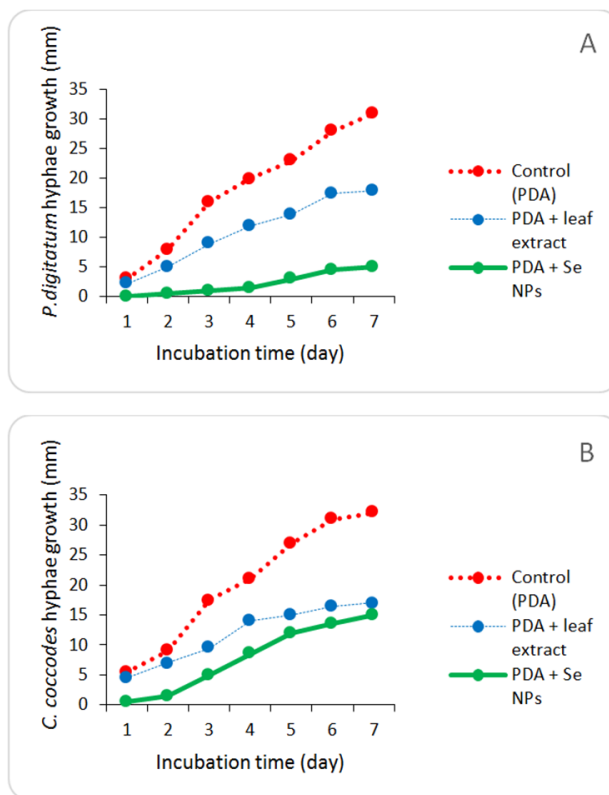 A
P.digitatum hyphae growth (mm)
35
30
25
20
15
10
5
0
1 2 3 4 5 6 7
Incubation time (day)
Control
(PDA)
PDA + leaf
extract
PDA + Se
NPs
B
C. coccodes hyphae growth (mm)
35
30
25
20
15
10
5
0
1 2 3 4 5 6 7
Incubation time (day)
Control
(PDA)
PDA + leaf
extract
PDA + Se
NPs